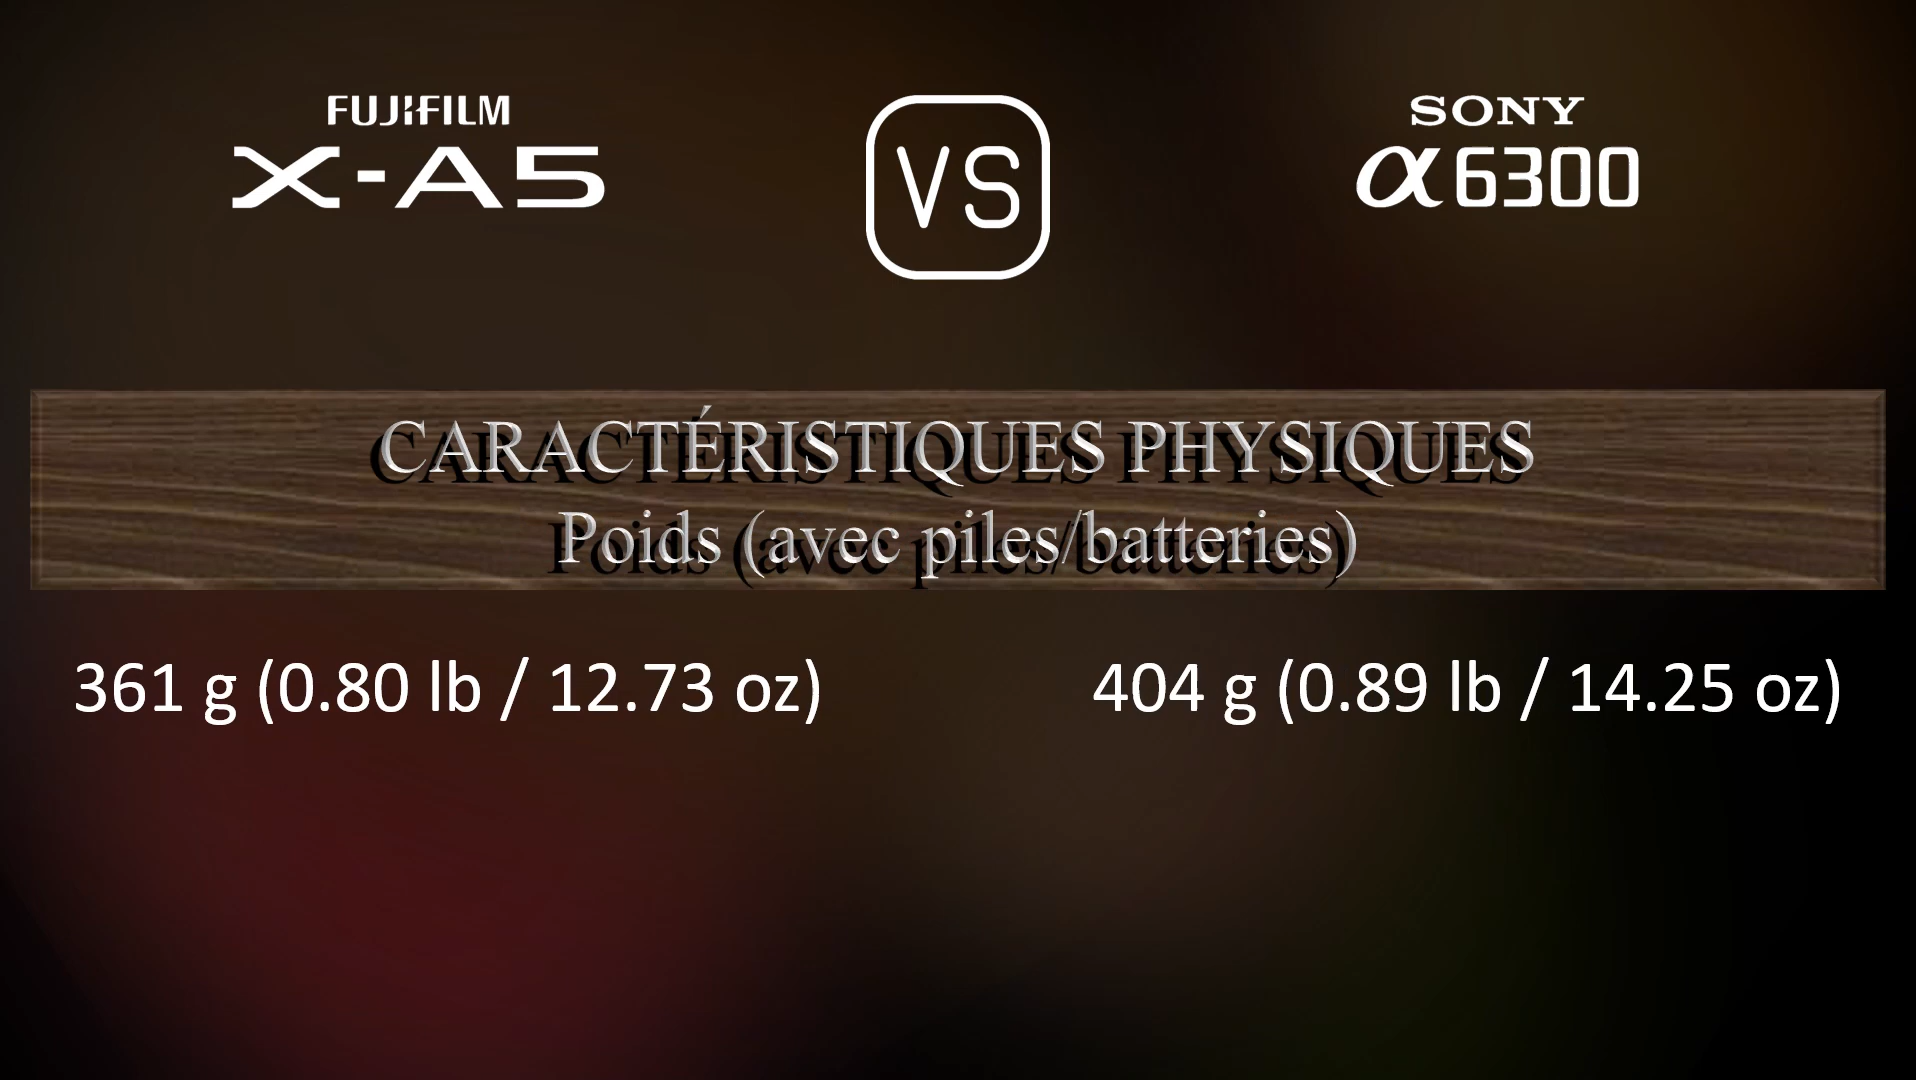 FUJIFILM
X-A5
VS
SONY
α6300
CARACTÉRISTIQUES PHYSIQUES
Poids (avec piles/batteries)
361 g (0.80 lb / 12.73 oz)
404 g (0.89 lb / 14.25 oz)